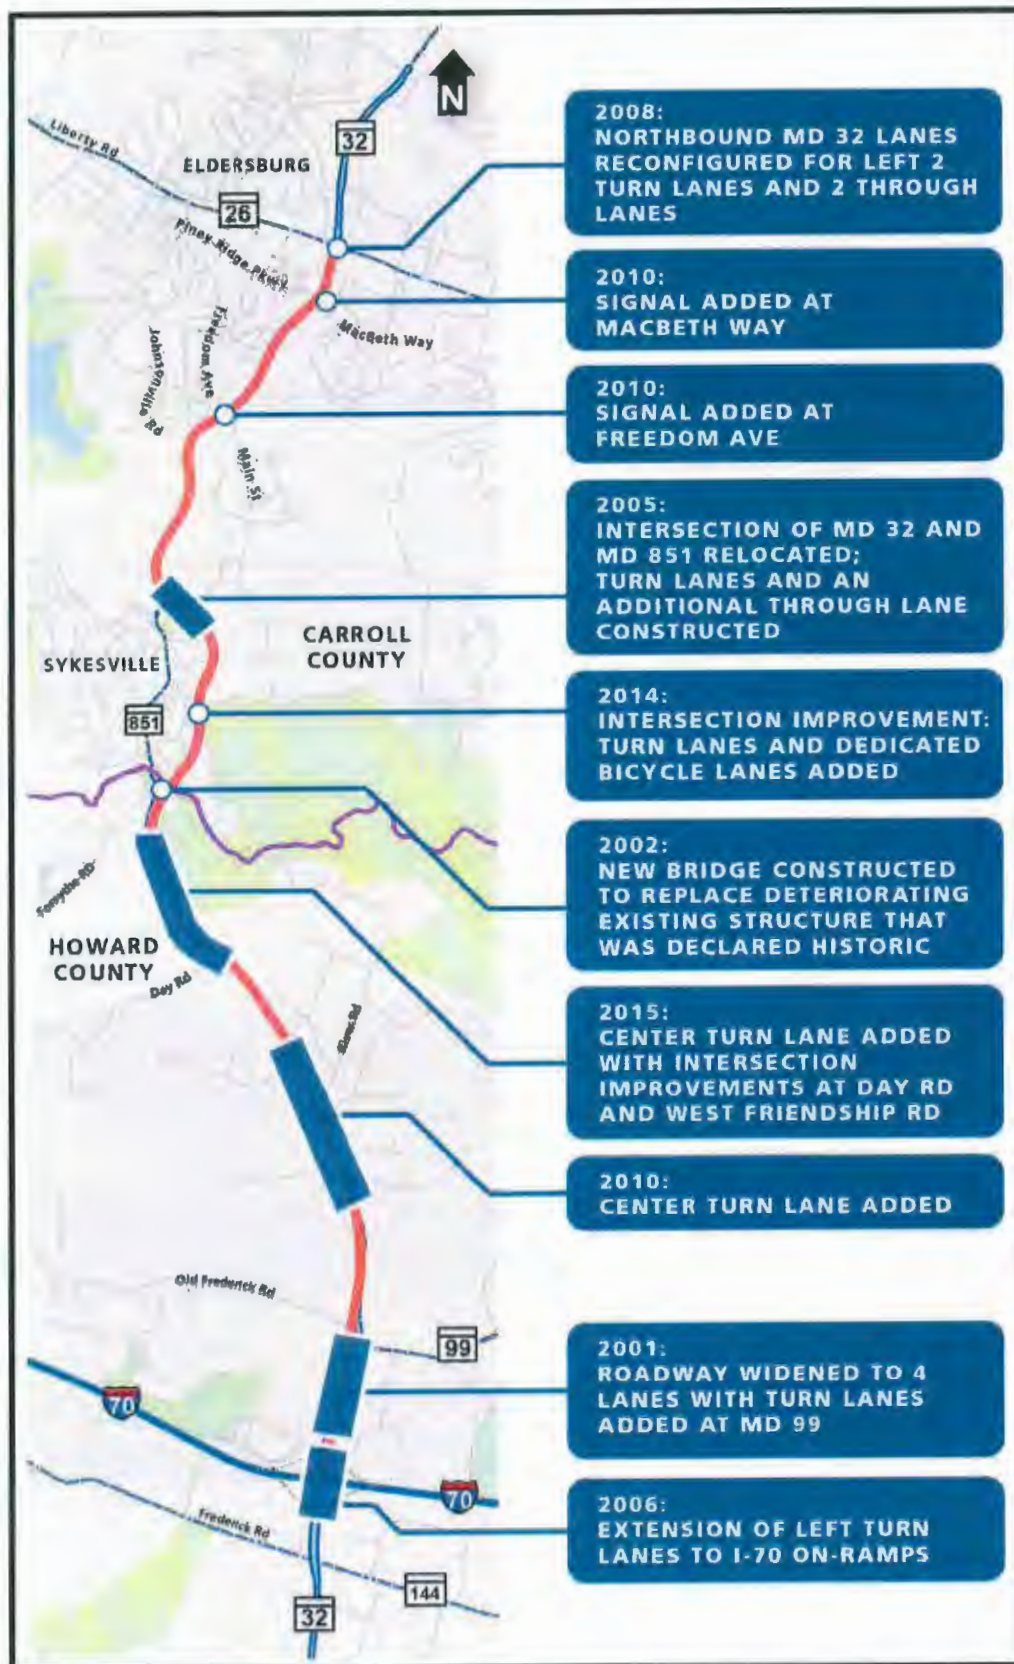 N
32
Liberty Rd
ELDERSBURG
26
Piney Ridge Pkwy
MacBeth Way
Freedom Ave
Johnsonville
Rd
Main St
SYKESVILLE
CARROLL
COUNTY
851
Forsythe RD
HOWARD
COUNTY
Day Rd
Old Frederick Rd
99
70
70
Frederick Rd
144
32
2008:
NORTHBOUND MD 32 LANES
RECONFIGURED FOR LEFT 2
TURN LANES AND 2 THROUGH
LANES
2010:
SIGNAL ADDED AT
MACBETH WAY
2010:
SIGNAL ADDED AT
FREEDOM AVE
2005:
INTERSECTION OF MD 32 AND
MD 851 RELOCATED;
TURN LANES AND AN
ADDITIONAL THROUGH LANE
CONSTRUCTED
2014:
INTERSECTION IMPROVEMENT:
TURN LANES AND DEDICATED
BICYCLE LANES ADDED
2002:
NEW BRIDGE CONSTRUCTED
TO REPLACE DETERIORATING
EXISTING STRUCTURE THAT
WAS DECLARED HISTORIC
2015:
CENTER TURN LANE ADDED
WITH INTERSECTION
IMPROVEMENTS AT DAY RD
AND WEST FRIENDSHIP RD
2010:
CENTER TURN LANE ADDED
2001:
ROADWAY WIDENED TO 4
LANES WITH TURN LANES
ADDED AT MD 99
2006:
EXTENSION OF LEFT TURN
LANES TO I-70 ON-RAMPS